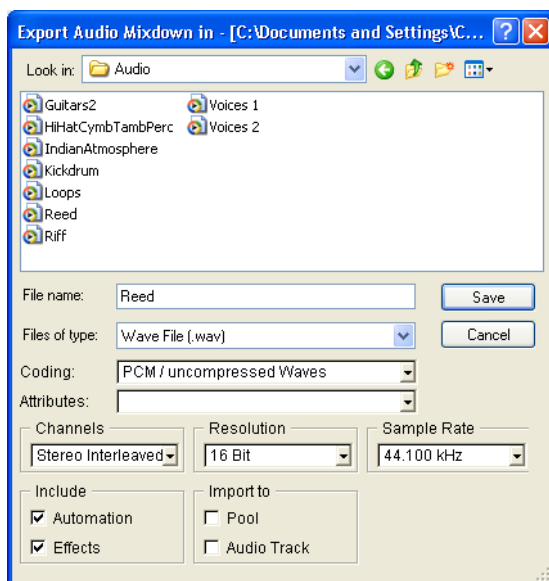 Export Audio Mixdown in - [C:\Documents and Settings\C...
Look in: Audio
Guitars2
HiHatCymbTambPerc
IndianAtmosphere
Kickdrum
Loops
Reed
Riff
Voices 1
Voices 2
File name: Reed Save
Files of type: Wave File (.wav) Cancel
Coding: PCM / uncompressed Waves
Attributes:
Channels Resolution Sample Rate
Stereo Interleaved 16 Bit 44.100 kHz
Include Import to
Automation Pool
Effects Audio Track